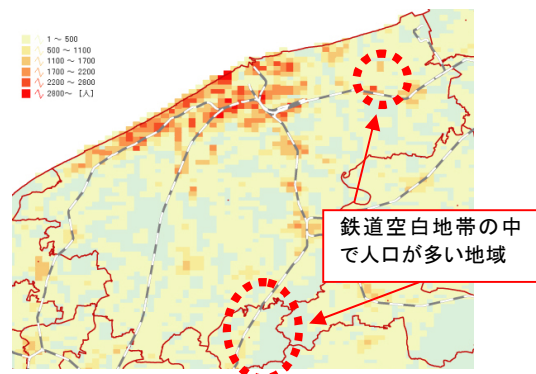 1 ～ 500
500 ～ 1100
1100 ～ 1700
1700 ～ 2200
2200 ～ 2800
2800～ [人]
鉄道空白地帯の中
で人口が多い地域